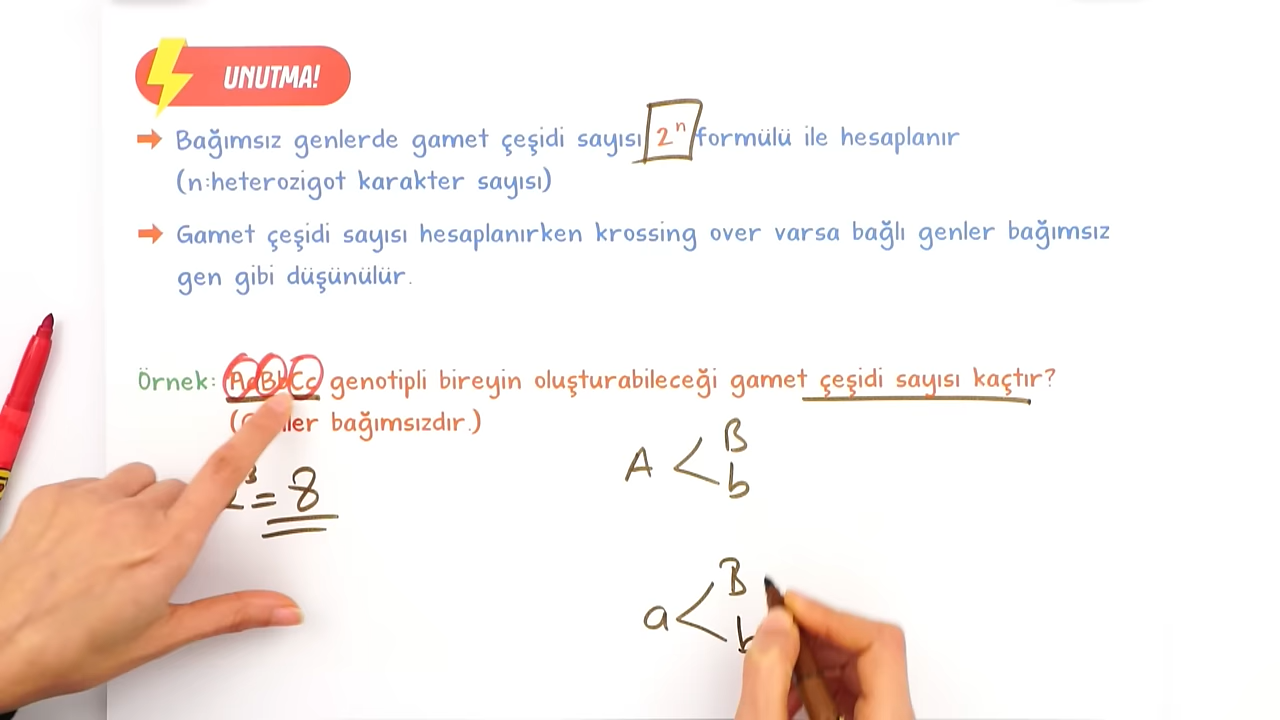 UNUTMA!
Bağımsız genlerde gamet çeşidi sayısı 2ⁿ formülü ile hesaplanır
(n:heterozigot karakter sayısı)
Gamet çeşidi sayısı hesaplanırken krossing over varsa bağlı genler bağımsız
gen gibi düşünülür.
Örnek: AaBbCc genotipli bireyin oluşturabileceği gamet çeşidi sayısı kaçtır?
bağımsızdır.)
= 8
A < B
b
a < B
b